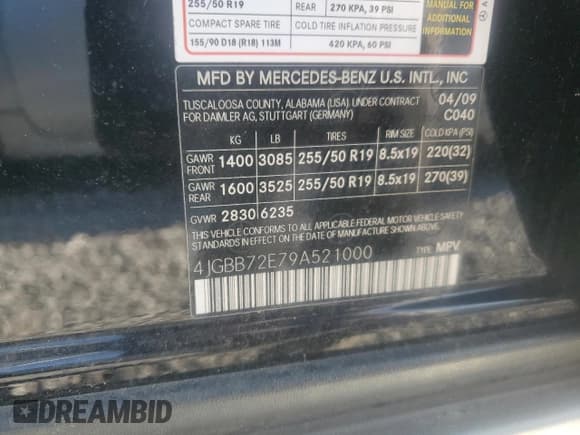 255/50 R19 REAR 270 KPA, 39 PSI
COMPACT SPARE TIRE COLD TIRE INFLATION PRESSURE
155/90 D18 (R18) 113M 420 KPA, 60 PSI
MANUAL FOR
ADDITIONAL
INFORMATION
A
MFD BY MERCEDES-BENZ U.S. INTL., INC
TUSCALOOSA COUNTY, ALABAMA (USA) UNDER CONTRACT 04/09
FOR DAIMLER AG, STUTTGART (GERMANY) C040
KG LB TIRES RIM SIZE COLD KPA (PSI)
GAWR FRONT 1400 3085 255/50 R19 8.5x19 220(32)
GAWR REAR 1600 3525 255/50 R19 8.5x19 270(39)
GVWR 2830 6235
THIS VEHICLE CONFORMS TO ALL APPLICABLE FEDERAL MOTOR VEHICLE SAFETY
STANDARDS IN EFFECT ON THE DATE OF MANUFACTURE SHOWN ABOVE.
4JGBB72E79A521000 TYPE: MPV
DREAMBID